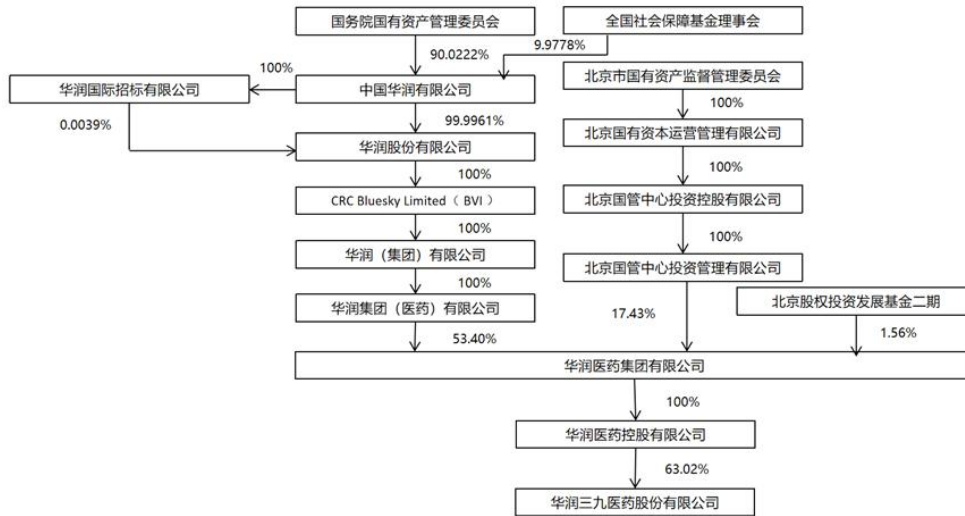 国务院国有资产管理委员会
全国社会保障基金理事会
90.0222%
9.9778%
华润国际招标有限公司
100%
中国华润有限公司
北京市国有资产监督管理委员会
0.0039%
99.9961%
100%
华润股份有限公司
北京国有资本运营管理有限公司
100%
100%
CRC Bluesky Limited（BVI）
北京国管中心投资控股有限公司
100%
100%
华润（集团）有限公司
北京国管中心投资管理有限公司
100%
华润集团（医药）有限公司
北京股权投资发展基金二期
53.40%
17.43%
1.56%
华润医药集团有限公司
100%
华润医药控股有限公司
63.02%
华润三九医药股份有限公司